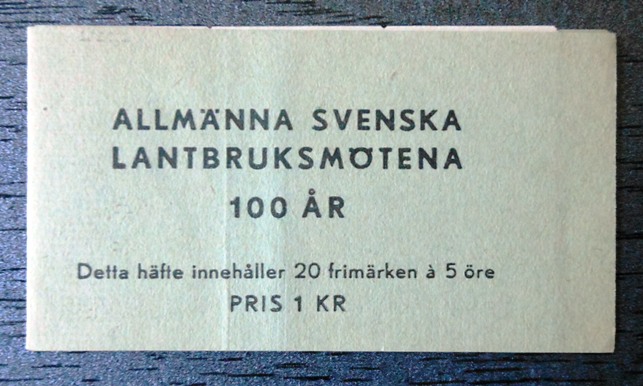 ALLMÄNNA SVENSKA
LANTBRUKSMÖTENA
100 ÅR
Detta häfte innehåller 20 frimärken à 5 öre
PRIS 1 KR